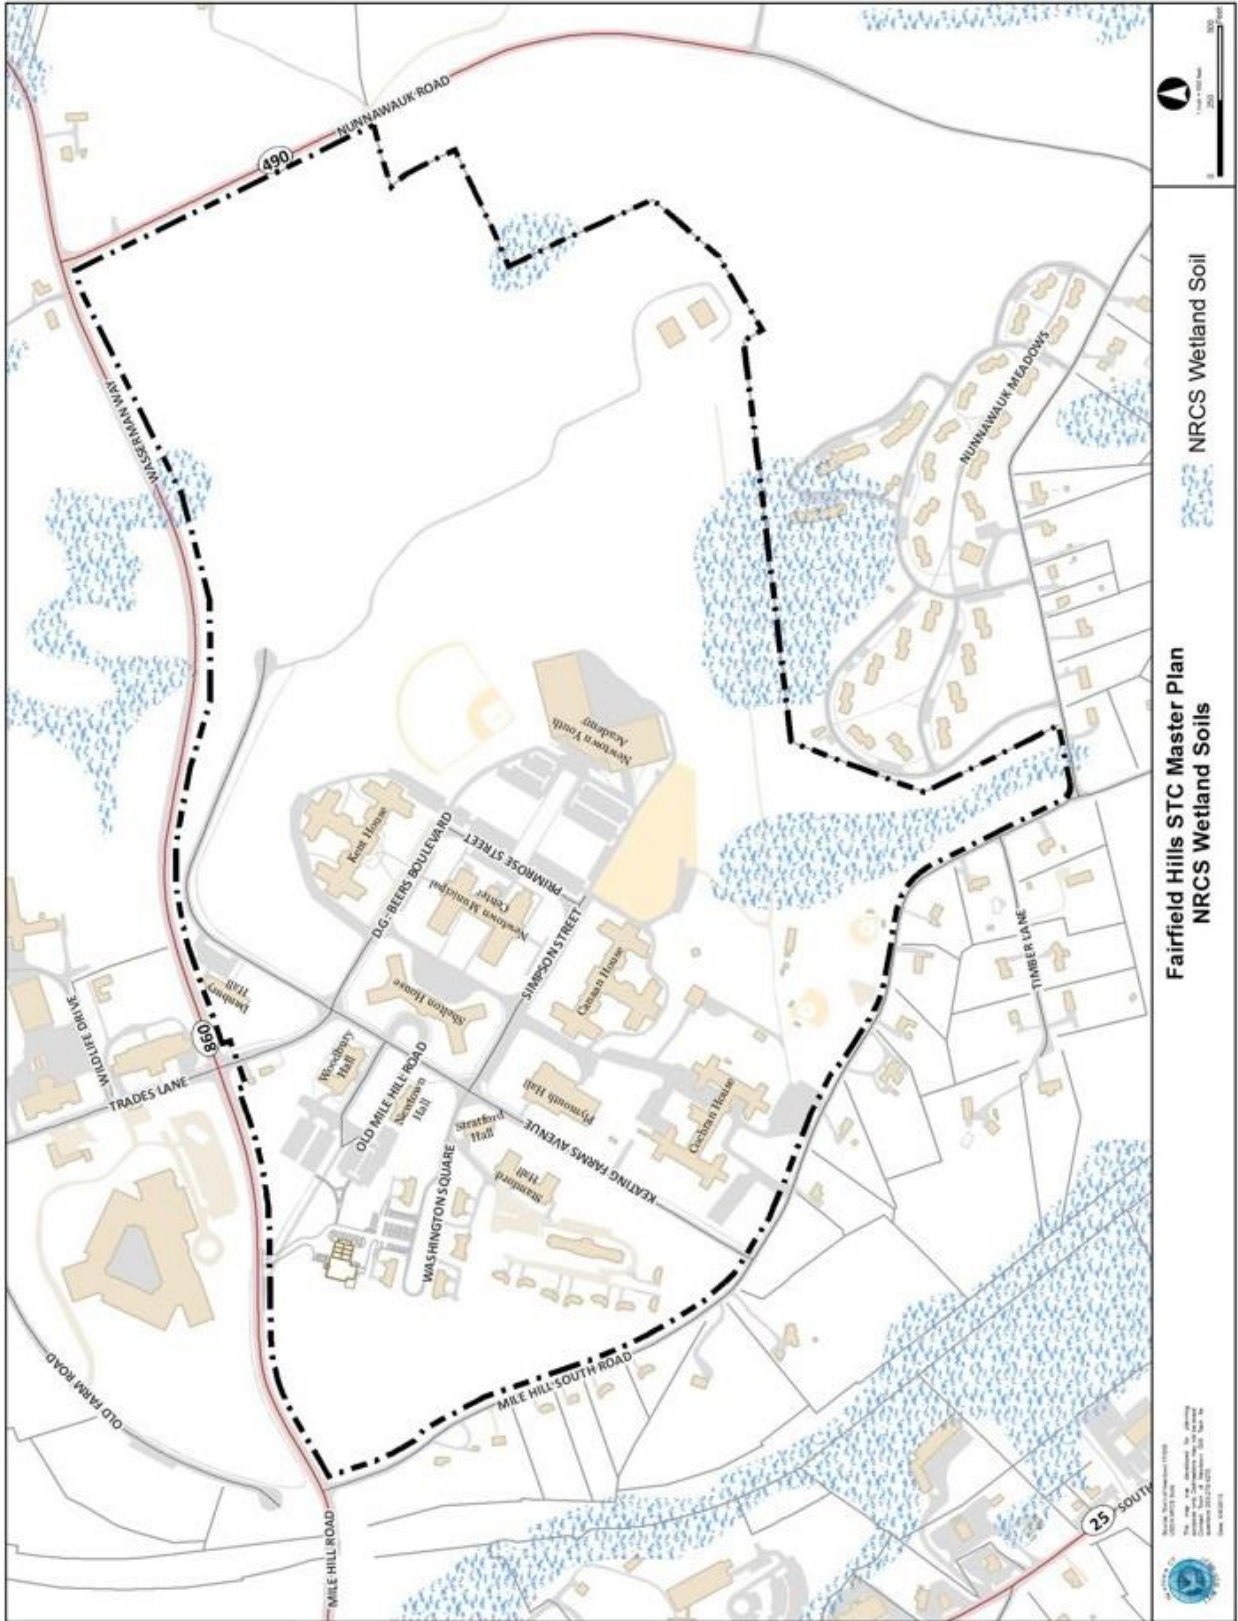 NUNNAWAUK ROAD
490
WASSERMAN WAY
NUNNAWAUK MEADOWS
Newtown Youth
Academy
Kent House
D.G. BEERS BOULEVARD
PRIMROSE STREET
Newtown Municipal
Center
SIMPSON STREET
Shelton House
Canaan House
Danbury
Hall
860
WILDLIFE DRIVE
TRADES LANE
Woodbury
Hall
OLD MILE HILL ROAD
Newtown
Hall
Stratford
Hall
Plymouth Hall
Cochran House
KEATING FARMS AVENUE
Stamford
Hall
WASHINGTON SQUARE
TIMBER LANE
MILE HILL SOUTH ROAD
OLD FARM ROAD
MILE HILL ROAD
25
SOUTH
Fairfield Hills STC Master Plan
NRCS Wetland Soils
NRCS Wetland Soil
0 250 500
Feet